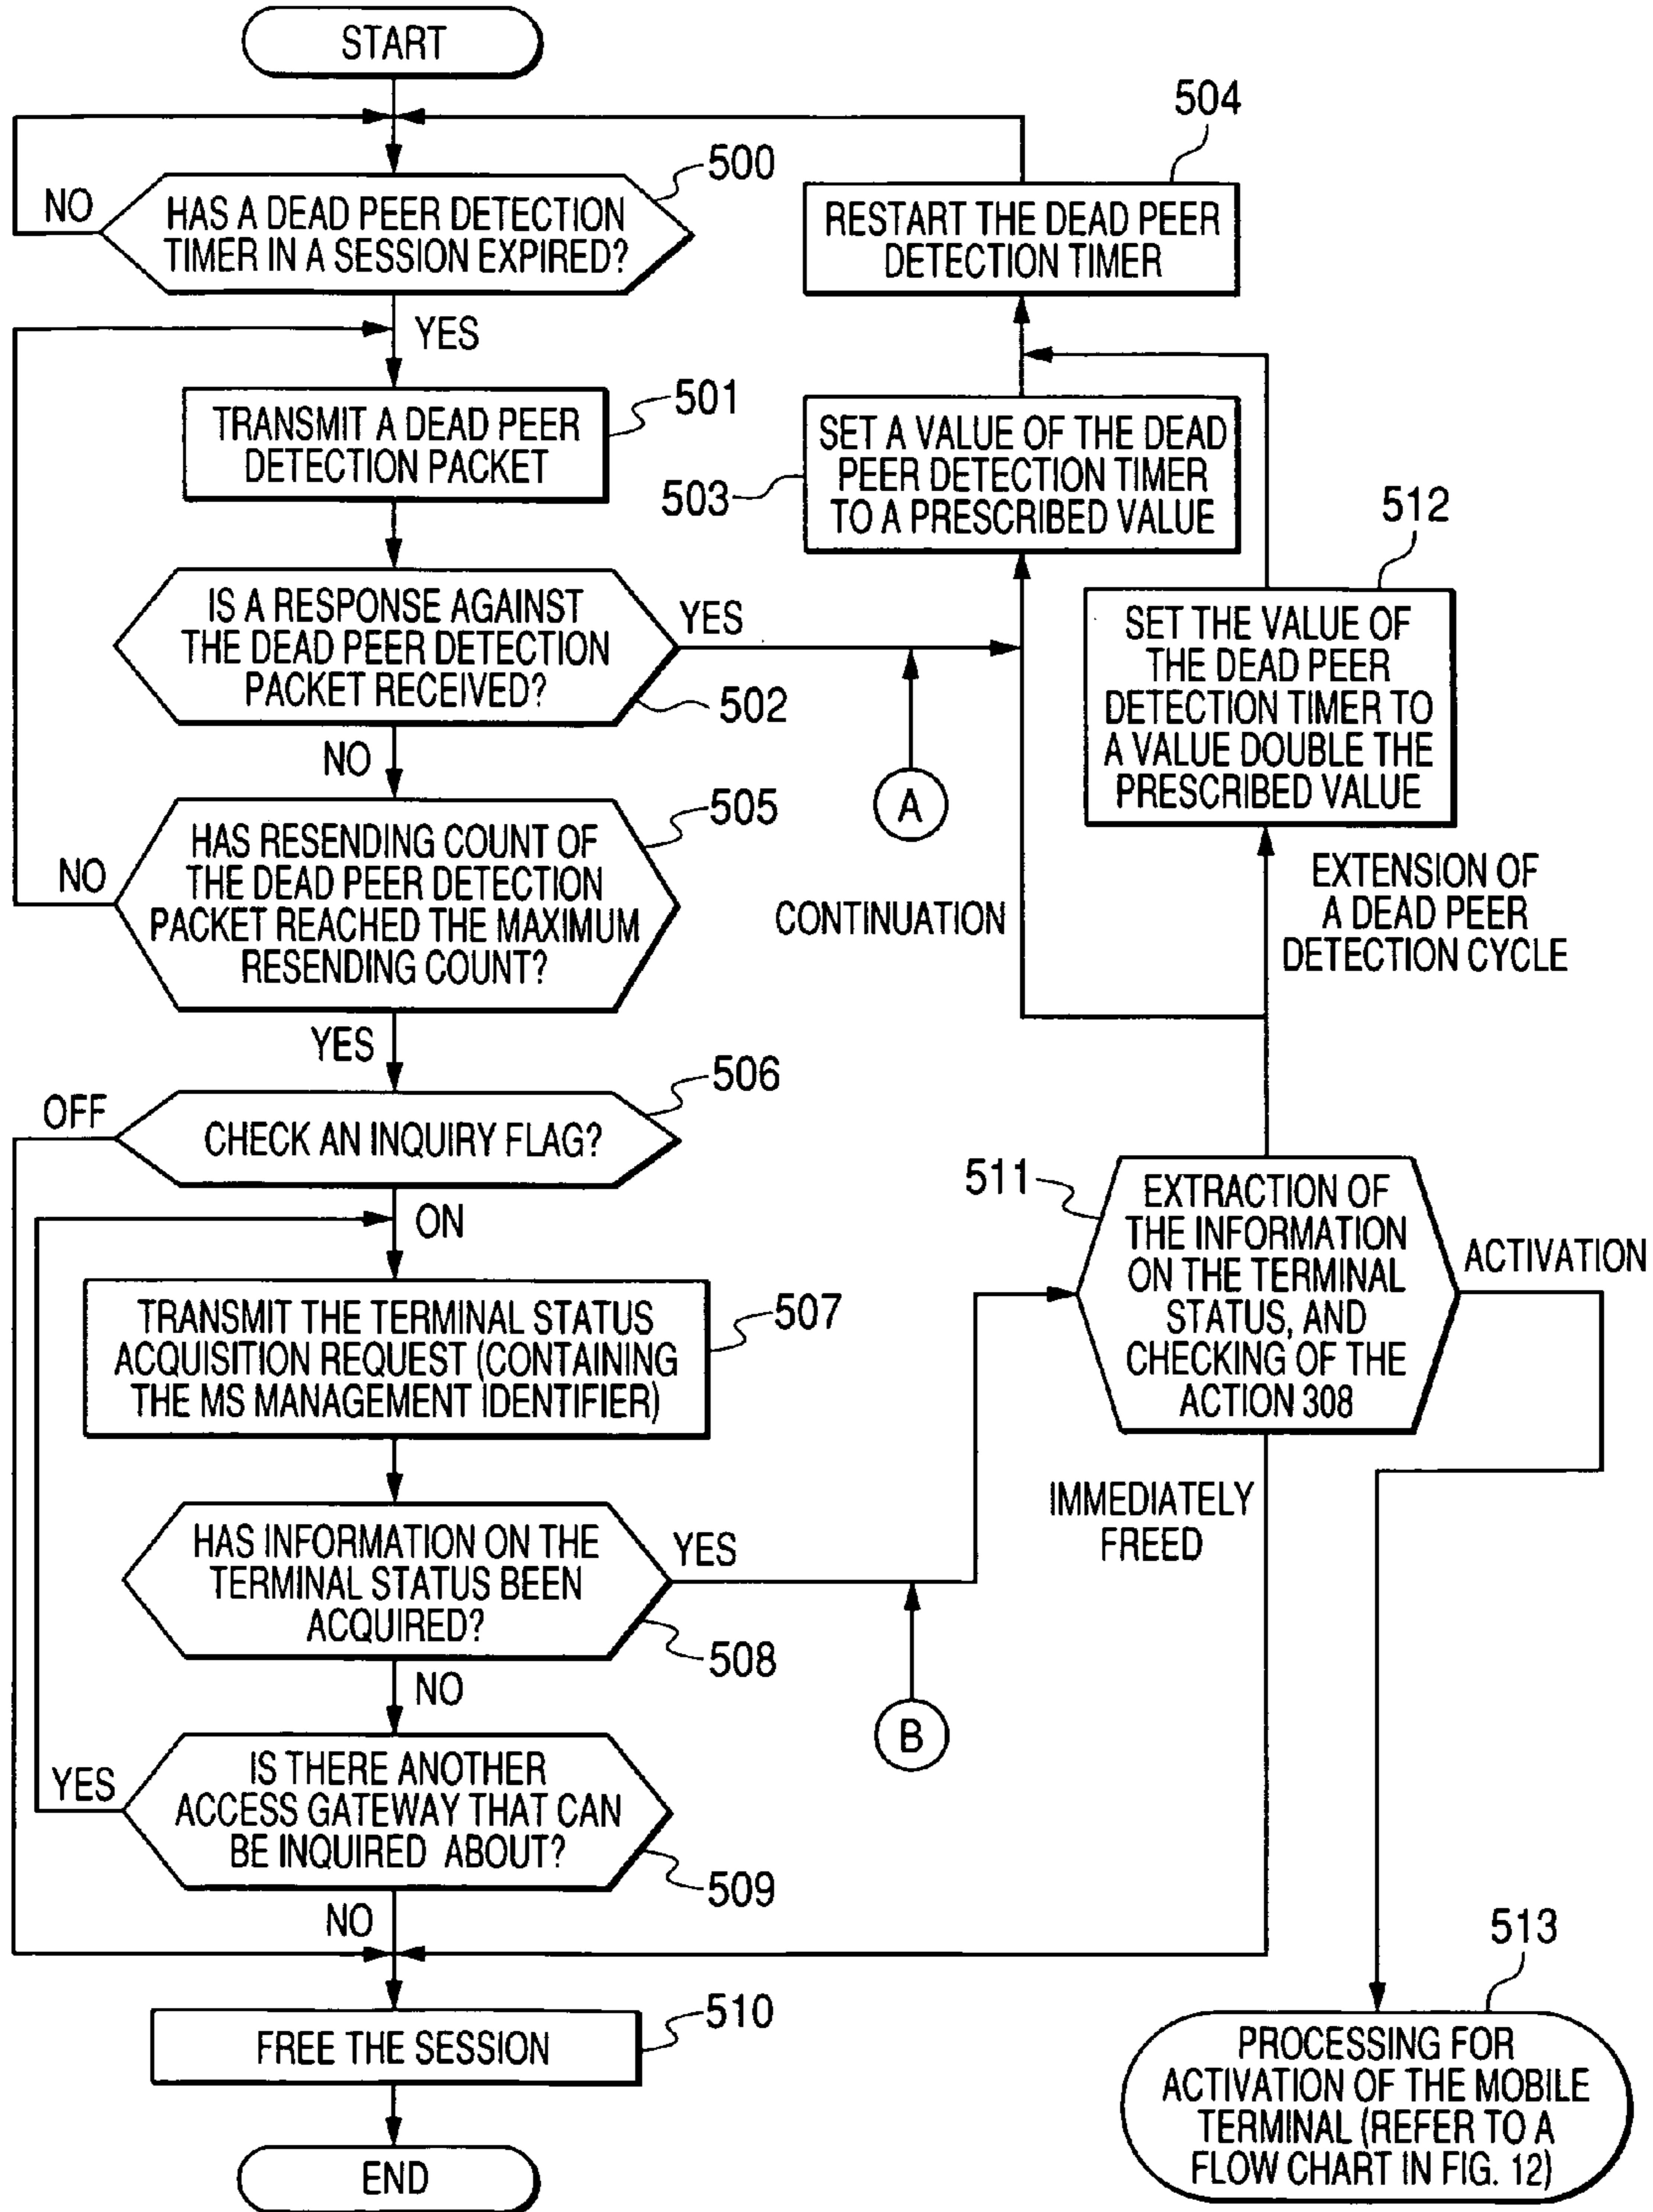 START
504
500
NO
HAS A DEAD PEER DETECTION
TIMER IN A SESSION EXPIRED?
RESTART THE DEAD PEER
DETECTION TIMER
YES
501
TRANSMIT A DEAD PEER
DETECTION PACKET
503
SET A VALUE OF THE DEAD
PEER DETECTION TIMER
TO A PRESCRIBED VALUE
512
IS A RESPONSE AGAINST
THE DEAD PEER DETECTION
PACKET RECEIVED?
YES
502
SET THE VALUE OF
THE DEAD PEER
DETECTION TIMER TO
A VALUE DOUBLE THE
PRESCRIBED VALUE
NO
A
505
NO
HAS RESENDING COUNT OF
THE DEAD PEER DETECTION
PACKET REACHED THE MAXIMUM
RESENDING COUNT?
CONTINUATION
EXTENSION OF
A DEAD PEER
DETECTION CYCLE
YES
506
OFF
CHECK AN INQUIRY FLAG?
ON
511
EXTRACTION OF
THE INFORMATION
ON THE TERMINAL
STATUS, AND
CHECKING OF THE
ACTION 308
ACTIVATION
507
TRANSMIT THE TERMINAL STATUS
ACQUISITION REQUEST (CONTAINING
THE MS MANAGEMENT IDENTIFIER)
IMMEDIATELY
FREED
HAS INFORMATION ON THE
TERMINAL STATUS BEEN
ACQUIRED?
YES
508
NO
B
YES
IS THERE ANOTHER
ACCESS GATEWAY THAT CAN
BE INQUIRED ABOUT?
509
NO
513
510
FREE THE SESSION
PROCESSING FOR
ACTIVATION OF THE MOBILE
TERMINAL (REFER TO A
FLOW CHART IN FIG. 12)
END